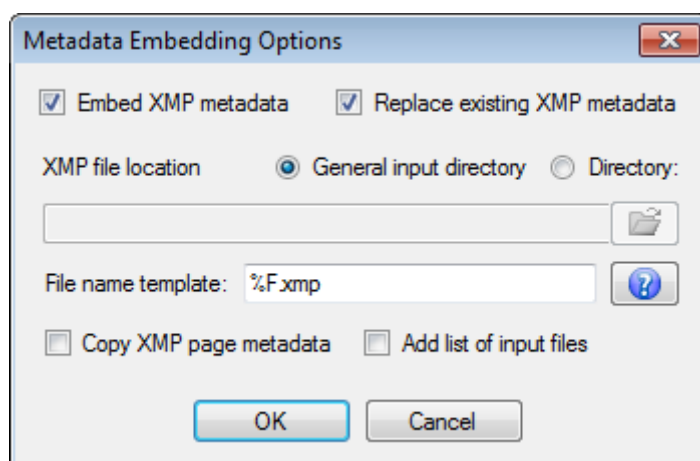 Metadata Embedding Options
Embed XMP metadata Replace existing XMP metadata
XMP file location General input directory Directory:
File name template: %F.xmp
Copy XMP page metadata Add list of input files
OK Cancel